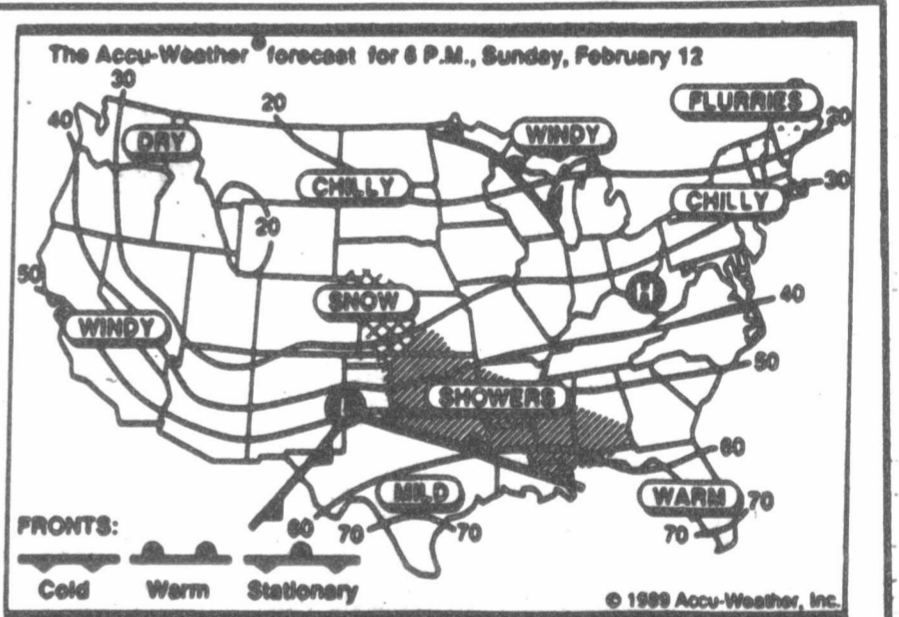 The Accu-Weather® forecast for 6 P.M., Sunday, February 12
30
20
FLURRIES
40
DRY
WINDY
20
CHILLY
30
CHILLY
20
50
SNOW
H
40
WINDY
50
SHOWERS
60
MILD
WARM
70
60
70
70
70
FRONTS:
Cold Warm Stationary
© 1989 Accu-Weather, Inc.